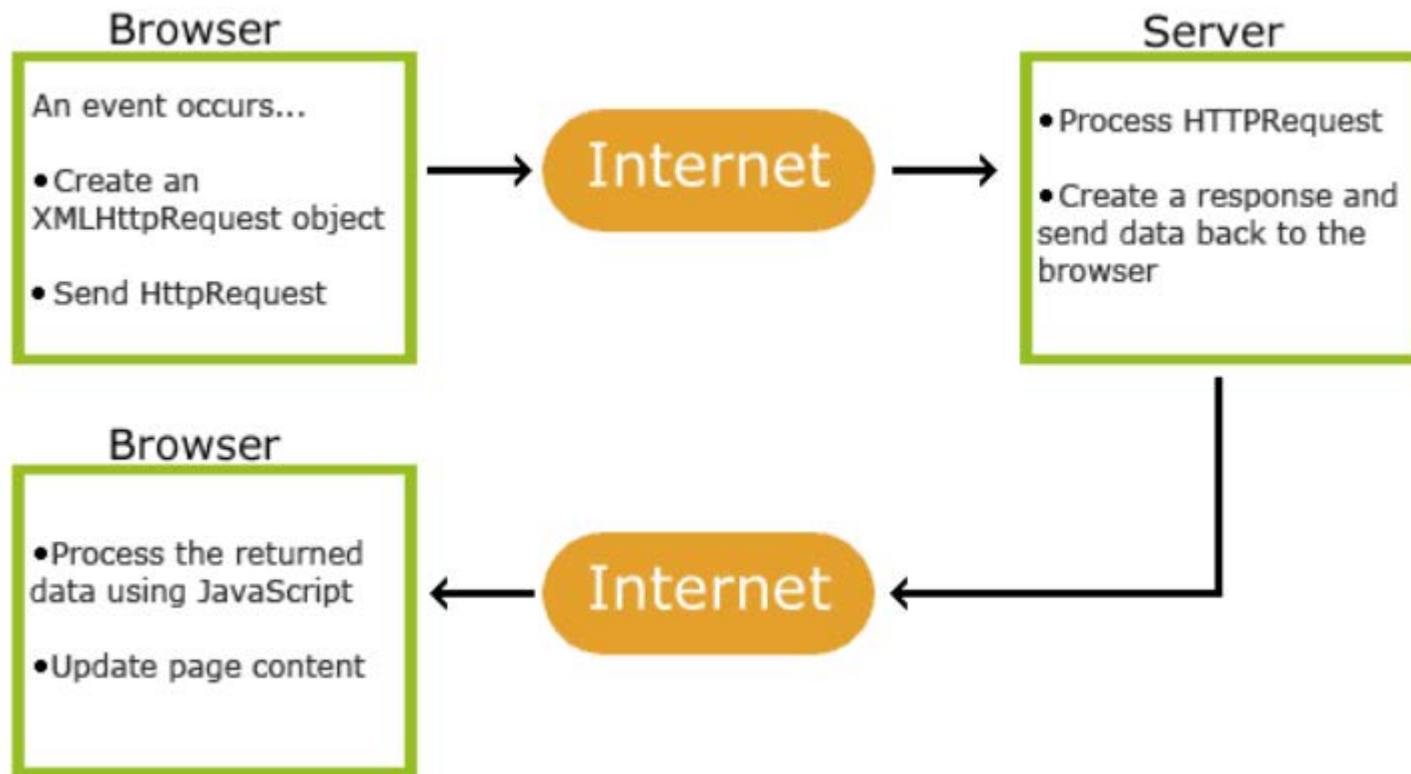 Browser
An event occurs...
•Create an
XMLHttpRequest object
• Send HttpRequest
Internet
Server
•Process HTTPRequest
•Create a response and
send data back to the
browser
Browser
•Process the returned
data using JavaScript
•Update page content
Internet